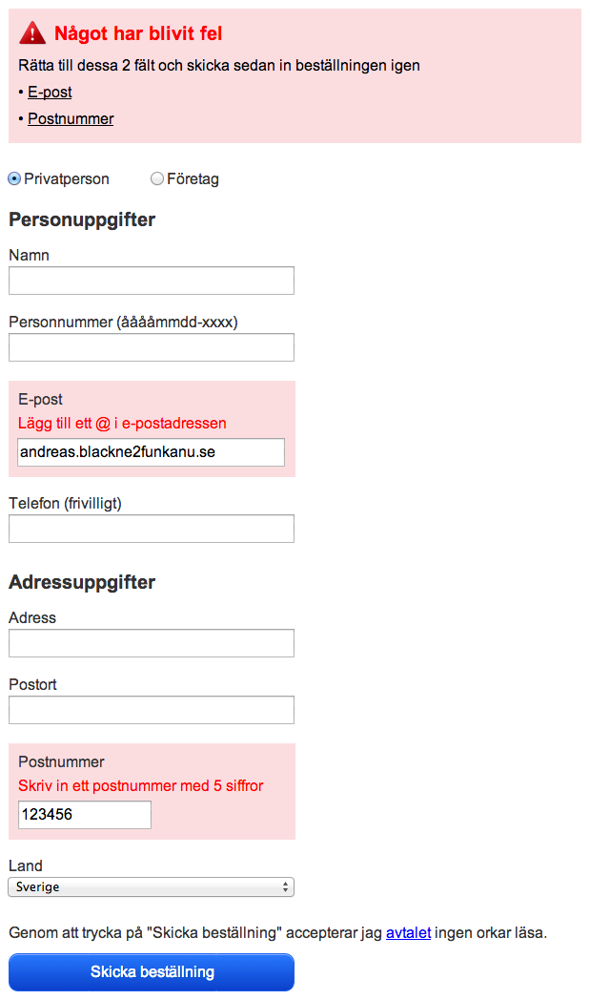 Något har blivit fel
Rätta till dessa 2 fält och skicka sedan in beställningen igen
• E-post
• Postnummer
Privatperson Företag
Personuppgifter
Namn
Personnummer (ååååmmdd-xxxx)
E-post
Lägg till ett @ i e-postadressen
andreas.blackne2funkanu.se
Telefon (frivilligt)
Adressuppgifter
Adress
Postort
Postnummer
Skriv in ett postnummer med 5 siffror
123456
Land
Sverige
Genom att trycka på "Skicka beställning" accepterar jag avtalet ingen orkar läsa.
Skicka beställning